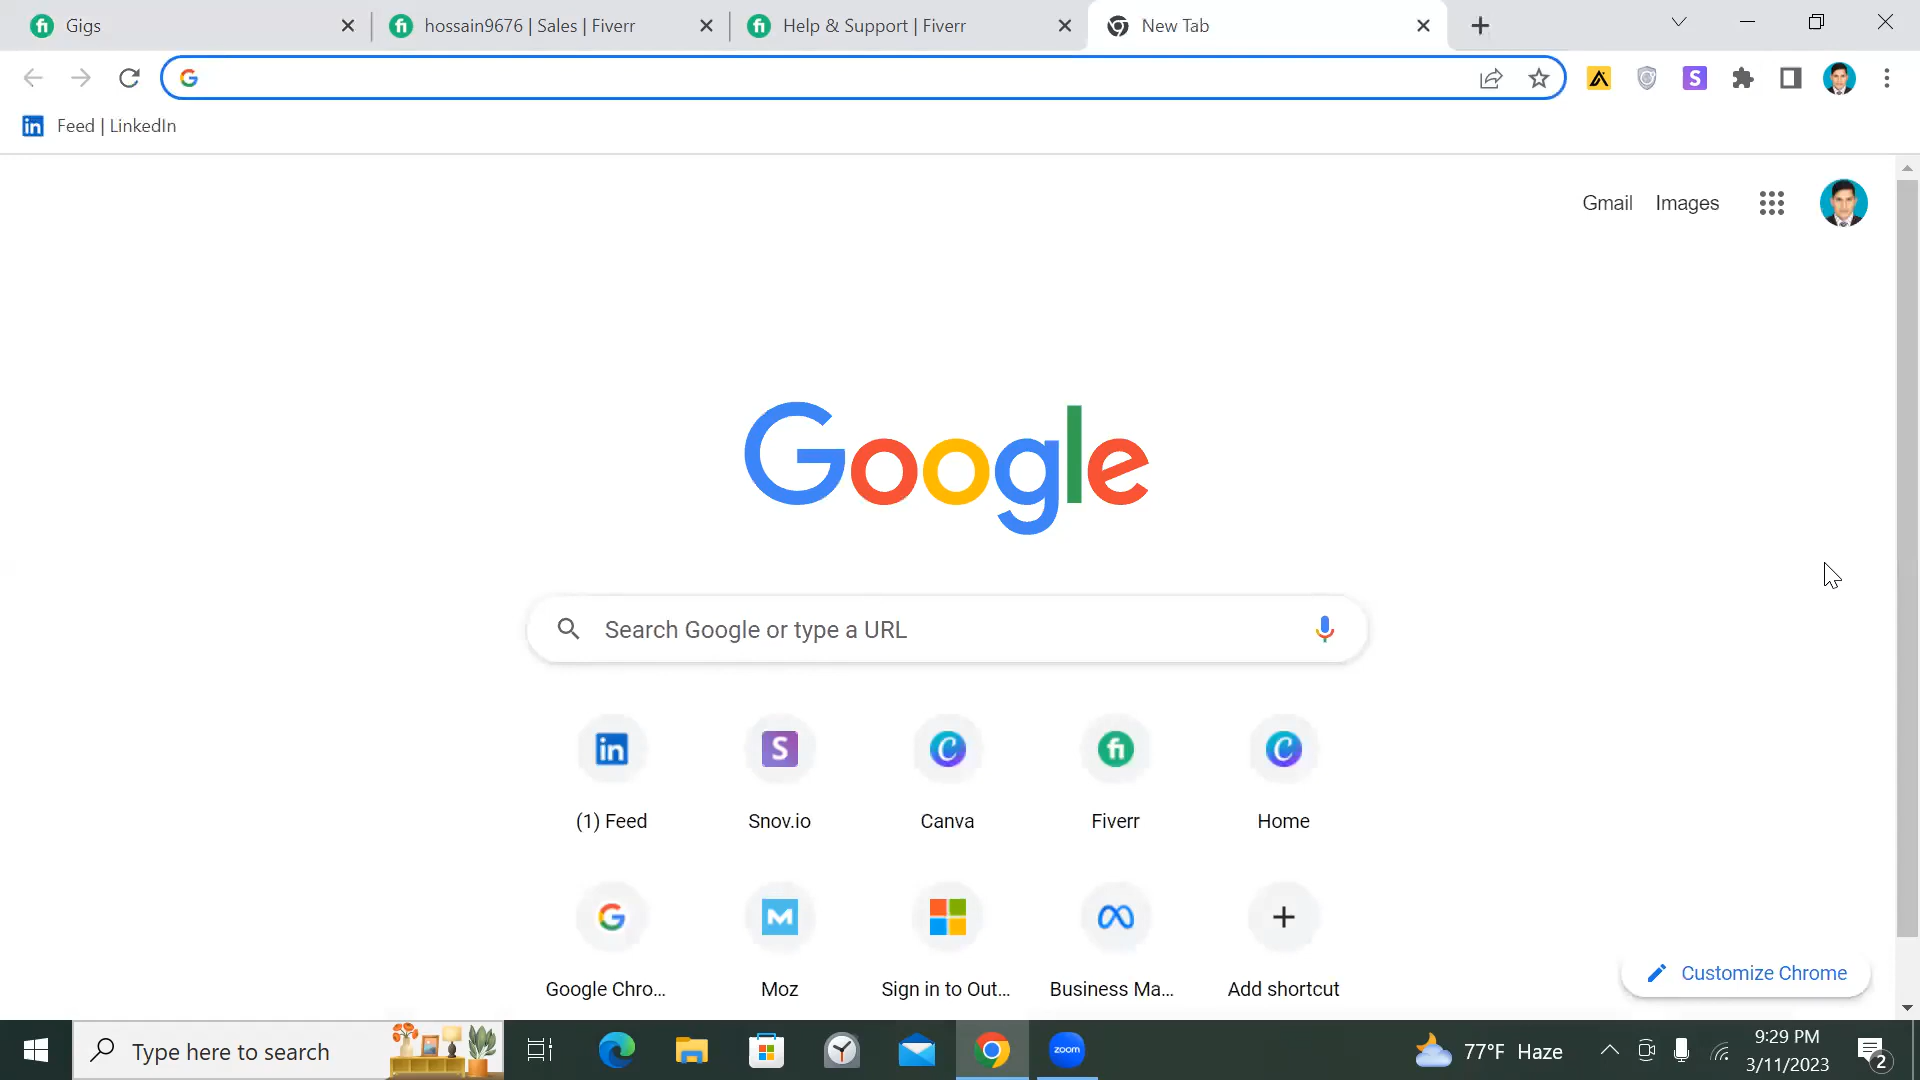 Gigs
hossain9676 | Sales | Fiverr
Help & Support | Fiverr
New Tab
Feed | LinkedIn
Gmail
Images
Google
Search Google or type a URL
(1) Feed
Snov.io
Canva
Fiverr
Home
Google Chro...
Moz
Sign in to Out...
Business Ma...
Add shortcut
Customize Chrome
Type here to search
zoom
77°F Haze
9:29 PM
3/11/2023
2